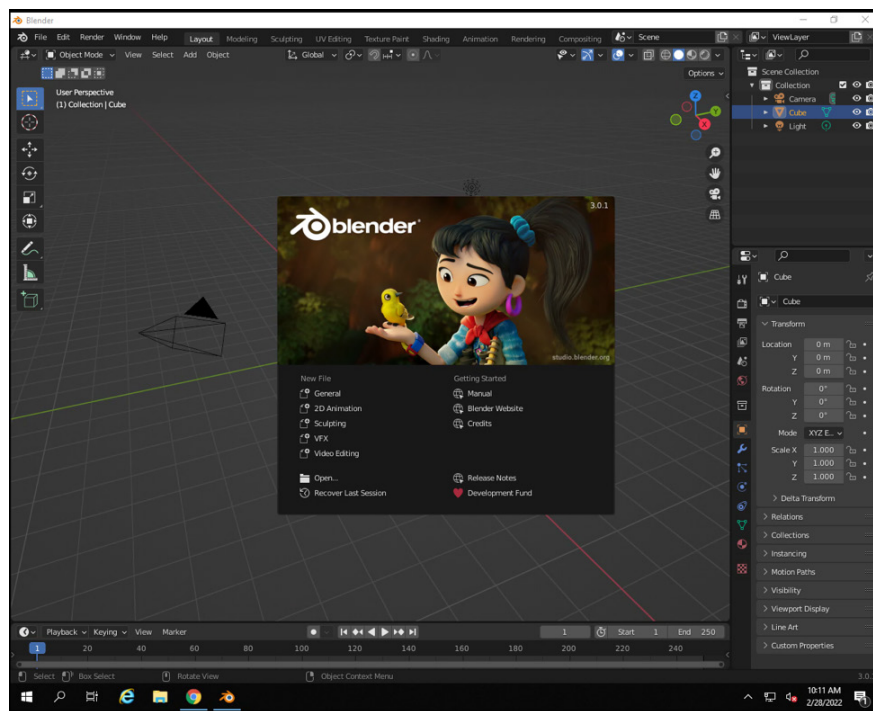 Blender
File Edit Render Window Help Layout Modeling Sculpting UV Editing Texture Paint Shading Animation Rendering Compositing Scene ViewLayer
Object Mode View Select Add Object Global
Options
User Perspective
(1) Collection | Cube
Scene Collection
Collection
Camera
Cube
Light
Z
Y
X
blender
3.0.1
studio.blender.org
New File Getting Started
General Manual
2D Animation Blender Website
Sculpting Credits
VFX
Video Editing
Open... Release Notes
Recover Last Session Development Fund
Cube
Cube
Transform
Location 0 m
Y 0 m
Z 0 m
Rotation 0°
Y 0°
Z 0°
Mode XYZ E...
Scale X 1.000
Y 1.000
Z 1.000
Delta Transform
Relations
Collections
Instancing
Motion Paths
Visibility
Viewport Display
Line Art
Custom Properties
Playback Keying View Marker 1 Start 1 End 250
1 20 40 60 80 100 120 140 160 180 200 220 240
Select Box Select Rotate View Object Context Menu 3.0.
10:11 AM
2/28/2022